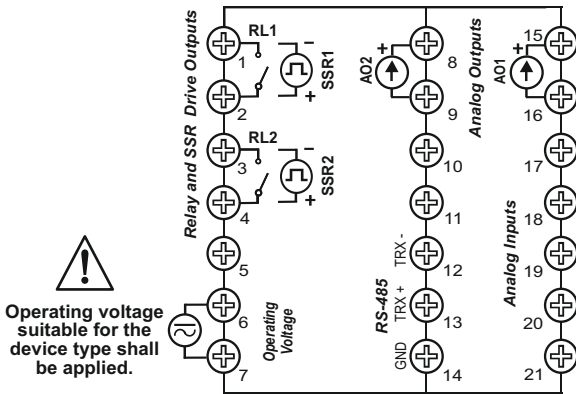 Relay and SSR Drive Outputs
RL1
1
2
SSR1
-
+
RL2
3
4
SSR2
-
+
5
6
7
Operating
Voltage
Operating voltage
suitable for the
device type shall
be applied.
!
AO2
+
8
9
Analog Outputs
10
11
RS-485
TRX -
12
TRX +
13
GND
14
AO1
+
15
16
17
18
Analog Inputs
19
20
21